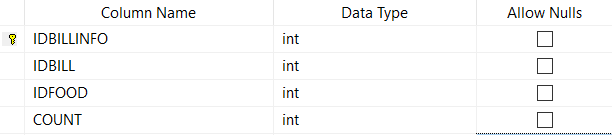 Column Name Data Type Allow Nulls
IDBILLINFO int
IDBILL int
IDFOOD int
COUNT int